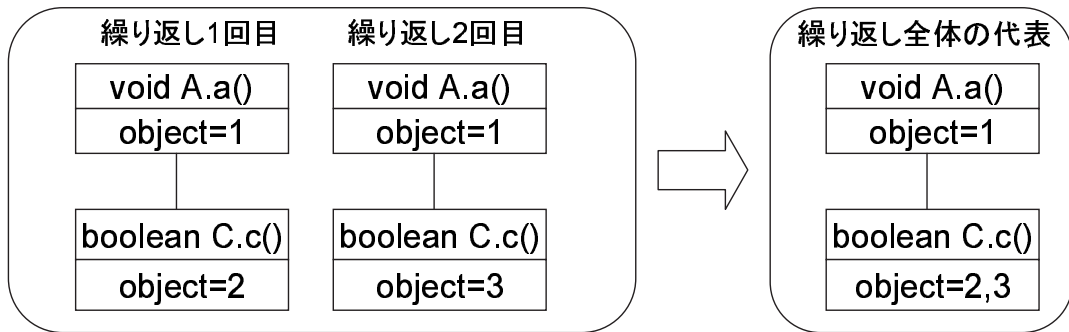 繰り返し1回目
void A.a()
object=1
boolean C.c()
object=2
繰り返し2回目
void A.a()
object=1
boolean C.c()
object=3
繰り返し全体の代表
void A.a()
object=1
boolean C.c()
object=2,3